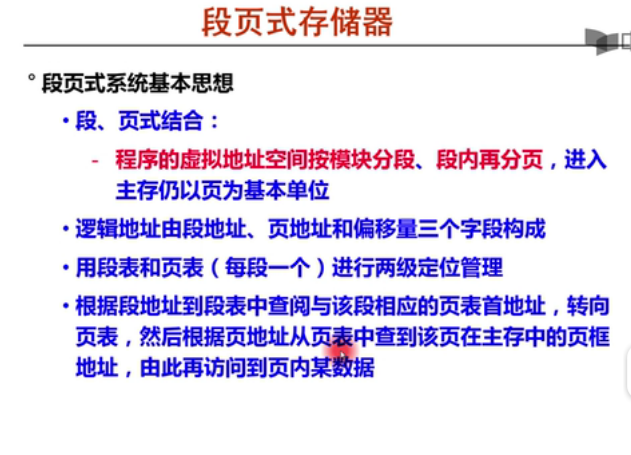 段页式存储器
° 段页式系统基本思想
• 段、页式结合：
- 程序的虚拟地址空间按模块分段、段内再分页，进入
主存仍以页为基本单位
• 逻辑地址由段地址、页地址和偏移量三个字段构成
• 用段表和页表（每段一个）进行两级定位管理
• 根据段地址到段表中查阅与该段相应的页表首地址，转向
页表，然后根据页地址从页表中查到该页在主存中的页框
地址，由此再访问到页内某数据